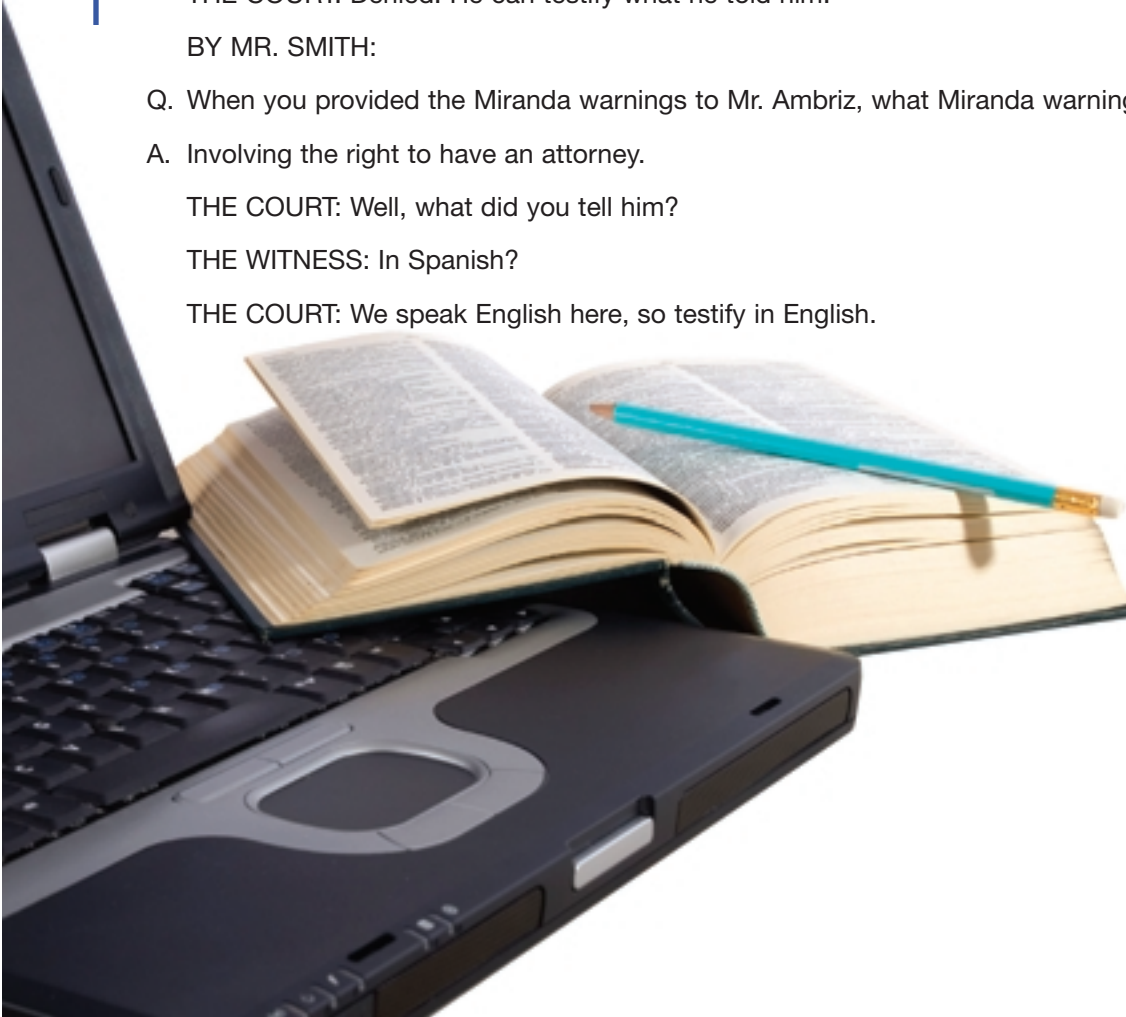 THE COURT: Denied. He can testify what he told him.
BY MR. SMITH:
Q. When you provided the Miranda warnings to Mr. Ambriz, what Miranda
A. Involving the right to have an attorney.
THE COURT: Well, what did you tell him?
THE WITNESS: In Spanish?
THE COURT: We speak English here, so testify in English.